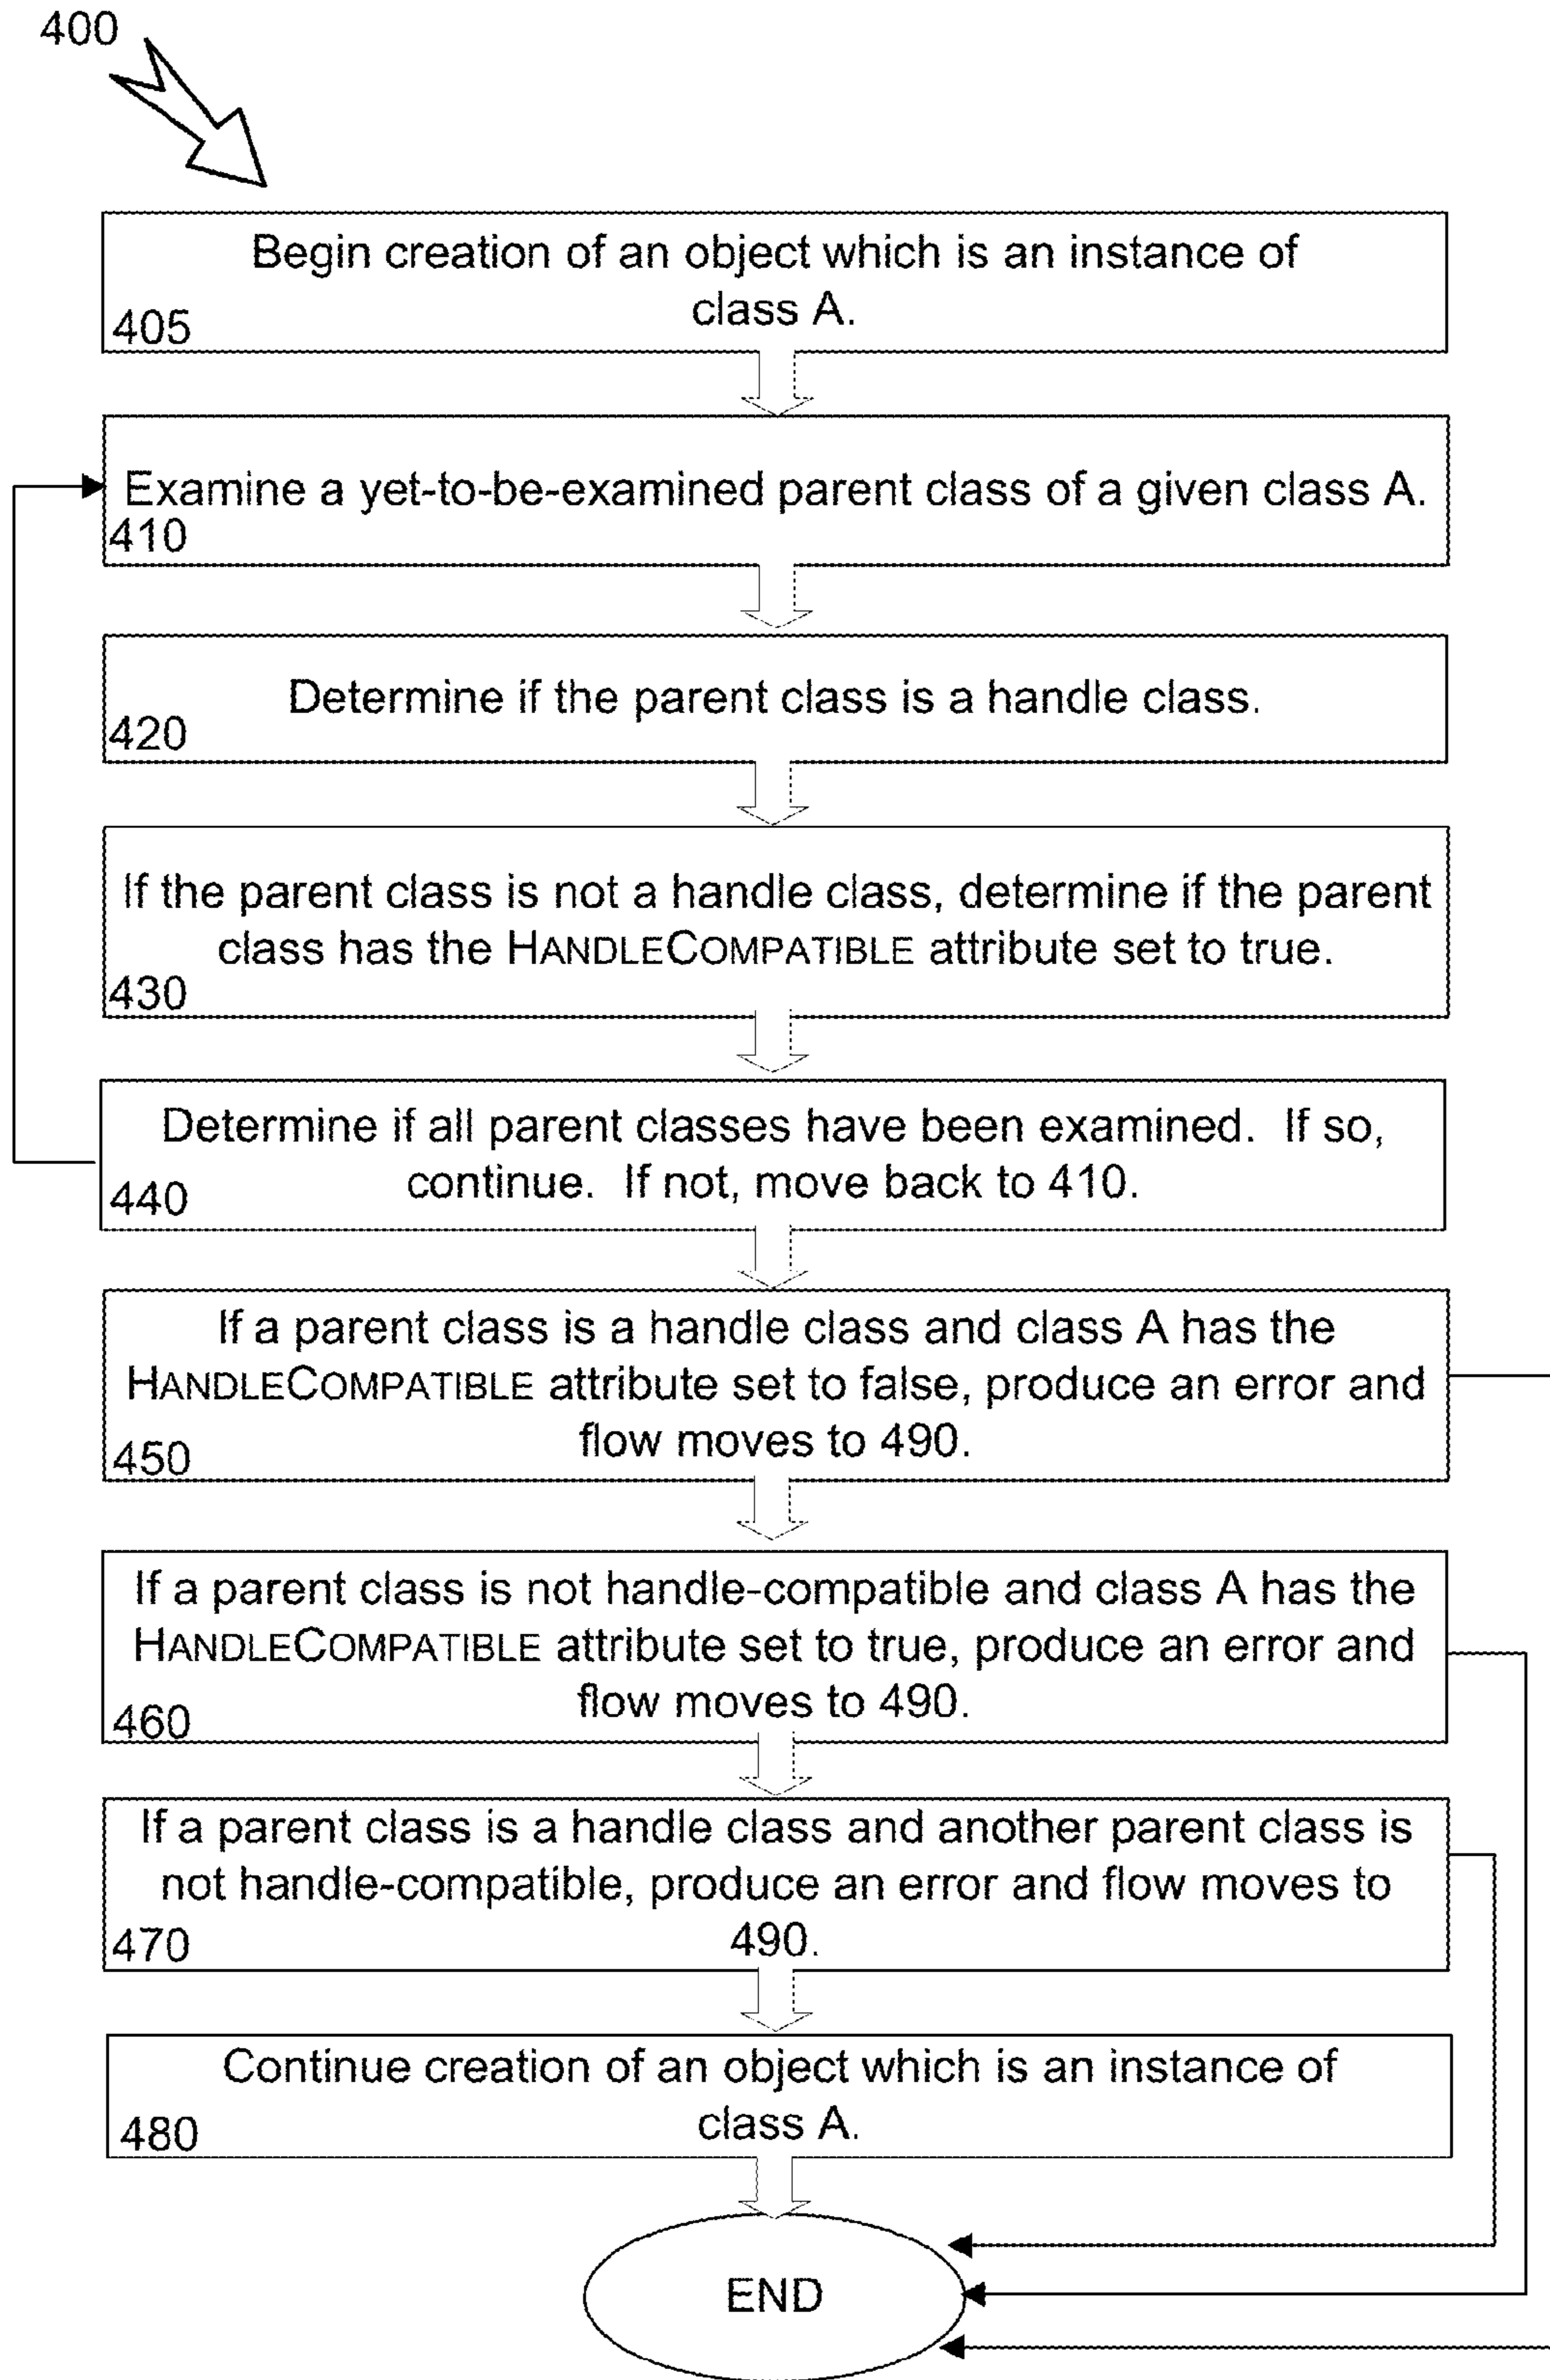 400
Begin creation of an object which is an instance of
class A.
405
Examine a yet-to-be-examined parent class of a given class A.
410
Determine if the parent class is a handle class.
420
If the parent class is not a handle class, determine if the parent
class has the HANDLECOMPATIBLE attribute set to true.
430
Determine if all parent classes have been examined. If so,
continue. If not, move back to 410.
440
If a parent class is a handle class and class A has the
HANDLECOMPATIBLE attribute set to false, produce an error and
flow moves to 490.
450
If a parent class is not handle-compatible and class A has the
HANDLECOMPATIBLE attribute set to true, produce an error and
flow moves to 490.
460
If a parent class is a handle class and another parent class is
not handle-compatible, produce an error and flow moves to
490.
470
Continue creation of an object which is an instance of
class A.
480
END